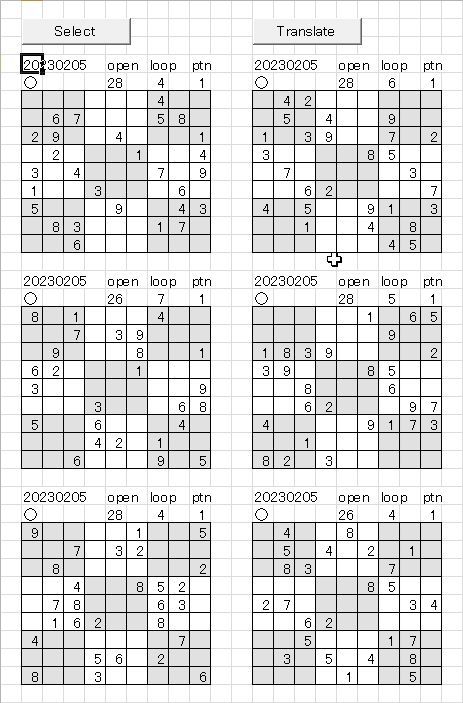 Select
Translate
20230205 open loop ptn
○ 28 4 1
4
6 7 5 8
2 9 4 1
2 1 4
3 4 7 9
1 3 6
5 9 4 3
8 3 1 7
6
20230205 open loop ptn
○ 28 6 1
4 2
5 4 9
1 3 9 7 2
3 8 5
7 3
6 2 7
4 5 9 1 3
1 4 8
4 5
20230205 open loop ptn
○ 26 7 1
8 1 4
7 3 9
9 8 1
6 2 1
3 9
3 6 8
5 6 4
4 2 1
6 9 5
20230205 open loop ptn
○ 28 5 1
1 6 5
9
1 8 3 9 2
3 9 8 5
8 6
6 2 9 7
4 9 1 7 3
1
8 2 3
20230205 open loop ptn
○ 28 4 1
9 1 5
7 3 2
8 2
4 8 5 2
7 8 6 3
1 6 2 8
4 7
5 6 2
8 3 6
20230205 open loop ptn
○ 26 4 1
4 8
5 4 2 1
8 3 7
8 5
2 7 3 4
6 2
5 1 7
3 5 4 8
1 5